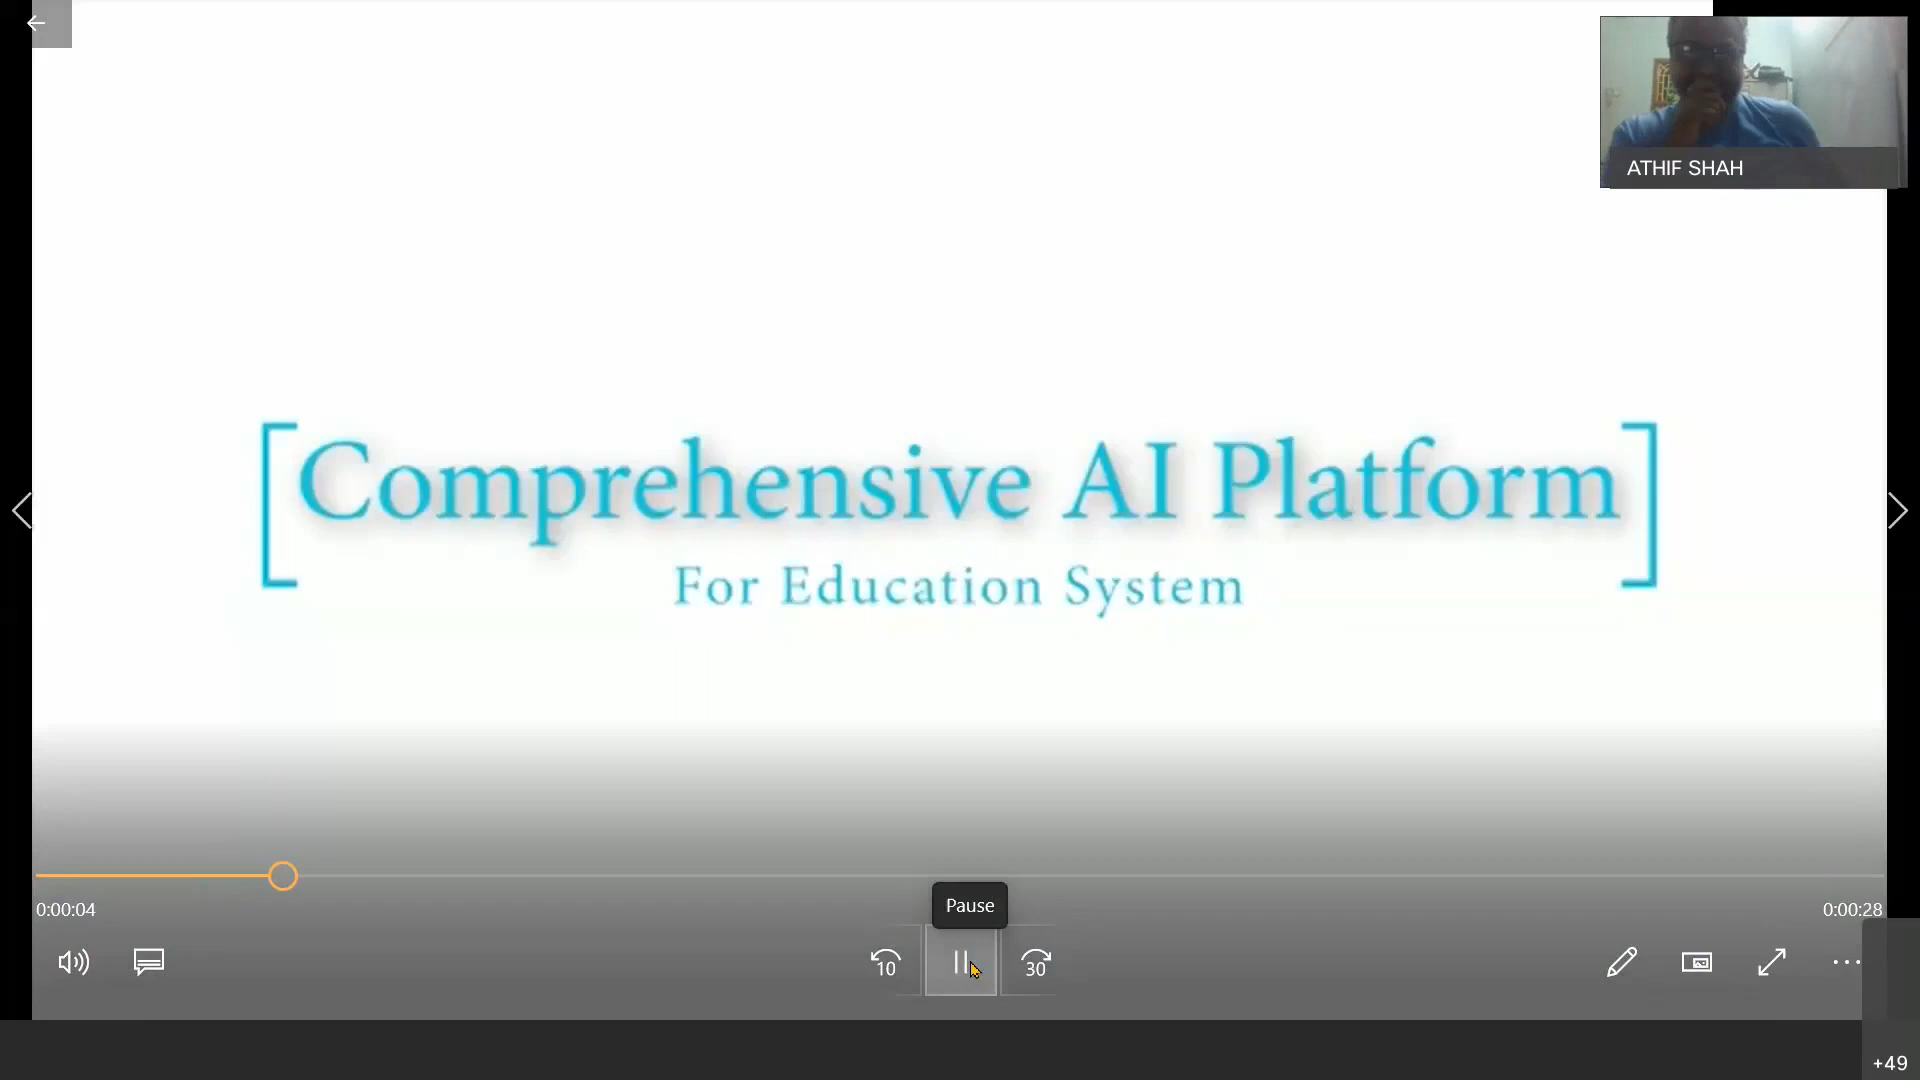 ATHIF SHAH
[Comprehensive AI Platform]
For Education System
Pause
0:00:04
0:00:28
10
30
+49